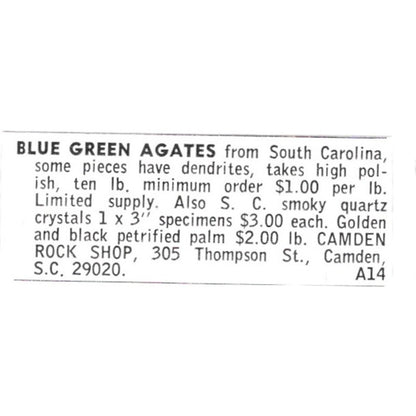 BLUE GREEN AGATES from South Carolina,
some pieces have dendrites, takes high pol-
ish, ten lb. minimum order $1.00 per lb.
Limited supply. Also S. C. smoky quartz
crystals 1 x 3" specimens $3.00 each. Golden
and black petrified palm $2.00 lb. CAMDEN
ROCK SHOP, 305 Thompson St., Camden,
S.C. 29020. A14